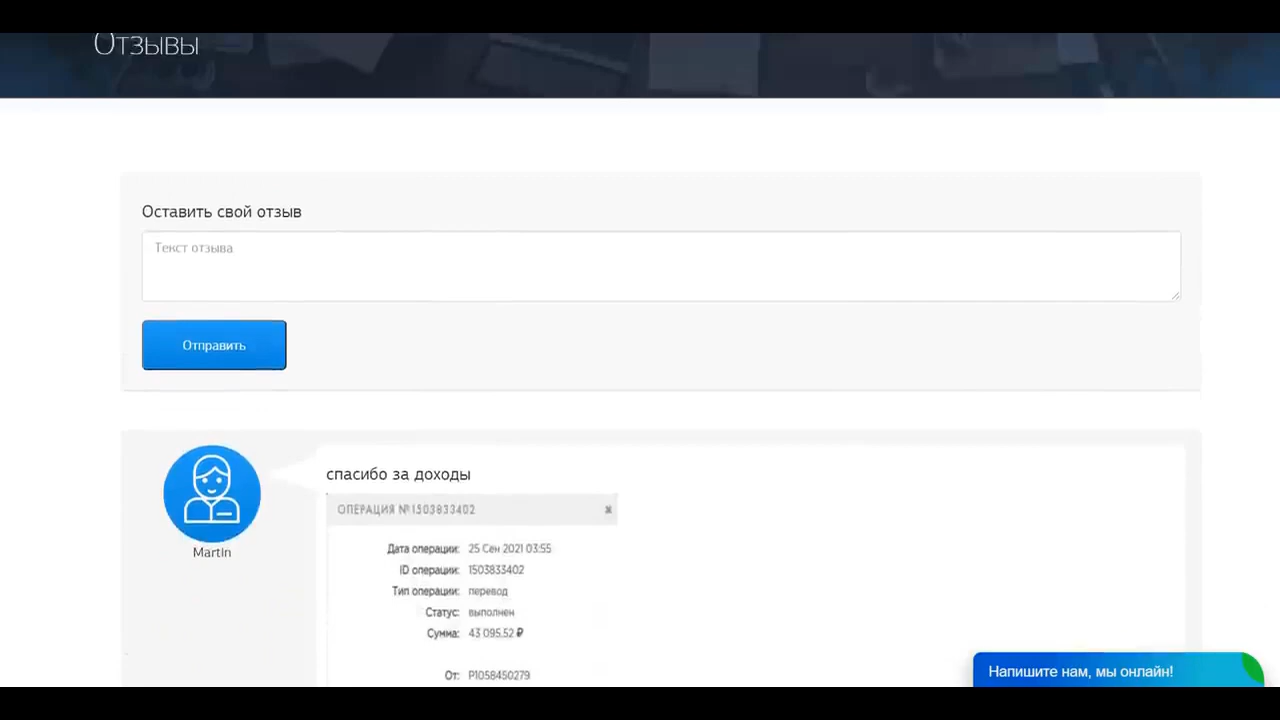 Отзывы
Оставить свой отзыв
Текст отзыва
Отправить
Martin
спасибо за доходы
ОПЕРАЦИЯ №1503833402
Дата операции: 25 Сен 2021 03:55
ID операции: 1503833402
Тип операции: перевод
Статус: выполнен
Сумма: 43 095,52 ₽
От: P1058450279
Напишите нам, мы онлайн!